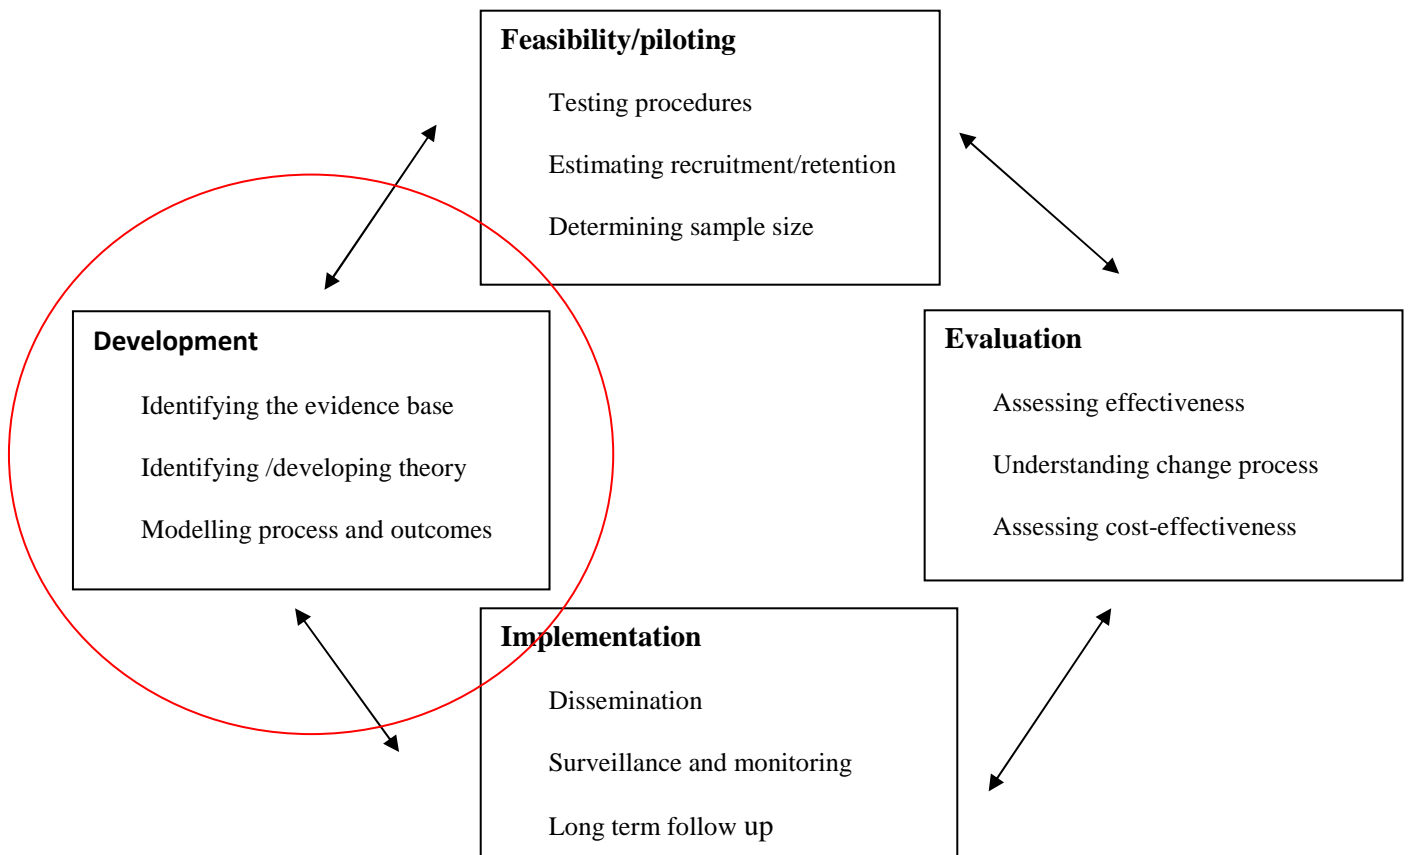 Feasibility/piloting
Testing procedures
Estimating recruitment/retention
Determining sample size
Development
Identifying the evidence base
Identifying /developing theory
Modelling process and outcomes
Evaluation
Assessing effectiveness
Understanding change process
Assessing cost-effectiveness
Implementation
Dissemination
Surveillance and monitoring
Long term follow up